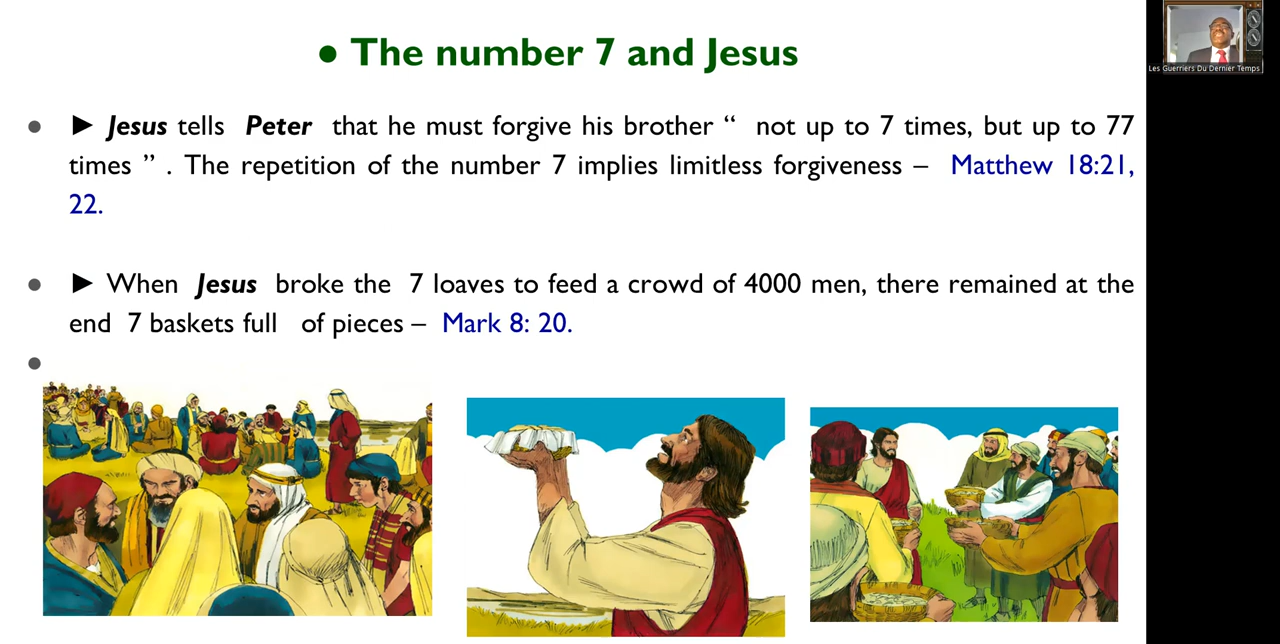 ● The number 7 and Jesus
● ► Jesus tells Peter that he must forgive his brother “ not up to 7 times, but up to 77
times ” . The repetition of the number 7 implies limitless forgiveness – Matthew 18:21,
22.
● ► When Jesus broke the 7 loaves to feed a crowd of 4000 men, there remained at the
end 7 baskets full of pieces – Mark 8: 20.
●
Les Guerriers Du Dernier Temps